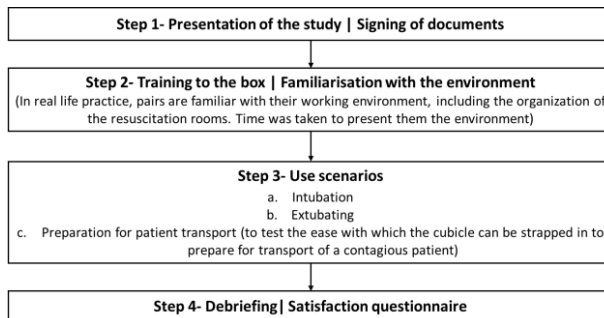 Step 1- Presentation of the study | Signing of documents
Step 2- Training to the box | Familiarisation with the environment
(In real life practice, pairs are familiar with their working environment, including the organization of
the resuscitation rooms. Time was taken to present them the environment)
Step 3- Use scenarios
a. Intubation
b. Extubating
c. Preparation for patient transport (to test the ease with which the cubicle can be strapped in to
prepare for transport of a contagious patient)
Step 4- Debriefing| Satisfaction questionnaire